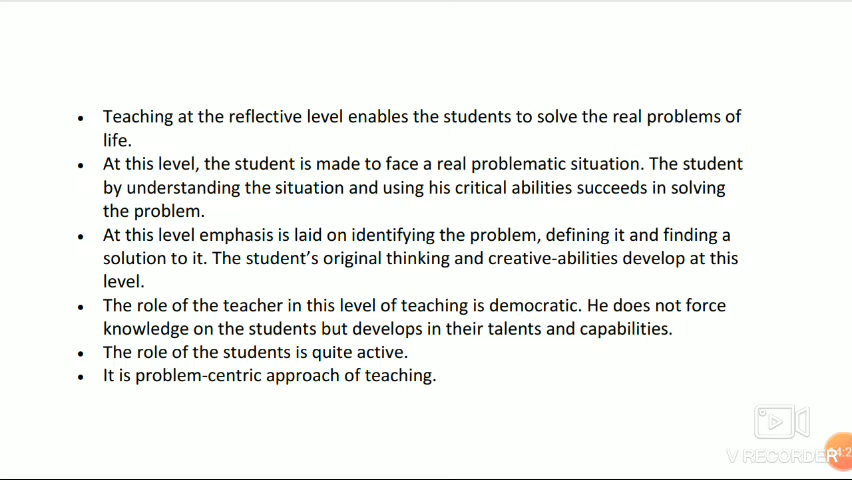 • Teaching at the reflective level enables the students to solve the real problems of
life.
• At this level, the student is made to face a real problematic situation. The student
by understanding the situation and using his critical abilities succeeds in solving
the problem.
• At this level emphasis is laid on identifying the problem, defining it and finding a
solution to it. The student’s original thinking and creative-abilities develop at this
level.
• The role of the teacher in this level of teaching is democratic. He does not force
knowledge on the students but develops in their talents and capabilities.
• The role of the students is quite active.
• It is problem-centric approach of teaching.
V RECORDER